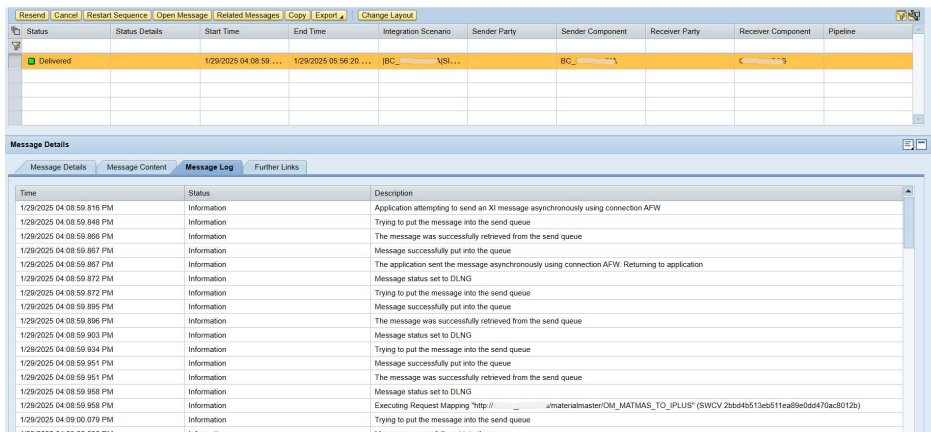 Resend Cancel Restart Sequence Open Message Related Messages Copy Export Change Layout
Status Status Details Start Time End Time Integration Scenario Sender Party Sender Component Receiver Party Receiver Component Pipeline
Delivered 1/29/2025 04:08:59.... 1/29/2025 05:56:20.... |BC_ \|SI... BC_
Message Details
Message Details Message Content Message Log Further Links
Time Status Description
1/29/2025 04:08:59.816 PM Information Application attempting to send an XI message asynchronously using connection AFW
1/29/2025 04:08:59.848 PM Information Trying to put the message into the send queue
1/29/2025 04:08:59.866 PM Information The message was successfully retrieved from the send queue
1/29/2025 04:08:59.867 PM Information Message successfully put into the queue
1/29/2025 04:08:59.867 PM Information The application sent the message asynchronously using connection AFW. Returning to application
1/29/2025 04:08:59.872 PM Information Message status set to DLNG
1/29/2025 04:08:59.872 PM Information Trying to put the message into the send queue
1/29/2025 04:08:59.895 PM Information Message successfully put into the queue
1/29/2025 04:08:59.896 PM Information The message was successfully retrieved from the send queue
1/29/2025 04:08:59.903 PM Information Message status set to DLNG
1/29/2025 04:08:59.934 PM Information Trying to put the message into the send queue
1/29/2025 04:08:59.951 PM Information Message successfully put into the queue
1/29/2025 04:08:59.951 PM Information The message was successfully retrieved from the send queue
1/29/2025 04:08:59.958 PM Information Message status set to DLNG
1/29/2025 04:08:59.958 PM Information Executing Request Mapping "http:// /materialmaster/OM_MATMAS_TO_IPLUS" (SWCV 2bbd4b513eb511ea89e0dd470ac8012b)
1/29/2025 04:09:00.079 PM Information Trying to put the message into the send queue